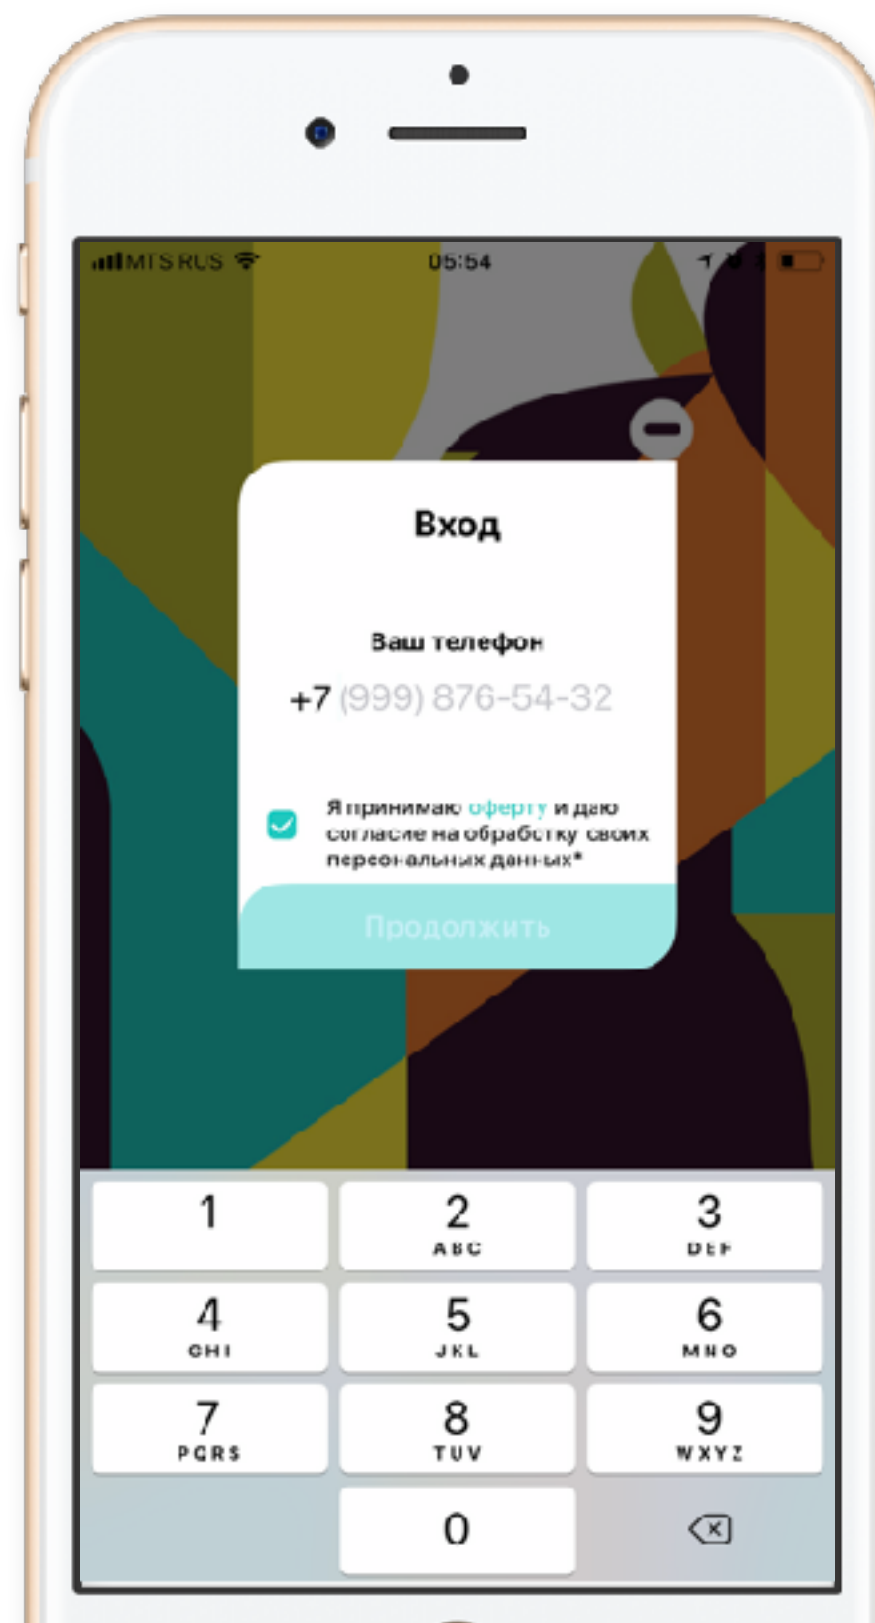 MTS RUS
05:54
Вход
Ваш телефон
+7 (999) 876-54-32
Я принимаю оферту и даю
согласие на обработку своих
персональных данных*
Продолжить
1
2
3
ABC
DEF
4
5
6
GHI
JKL
MNO
7
8
9
PQRS
TUV
WXYZ
0